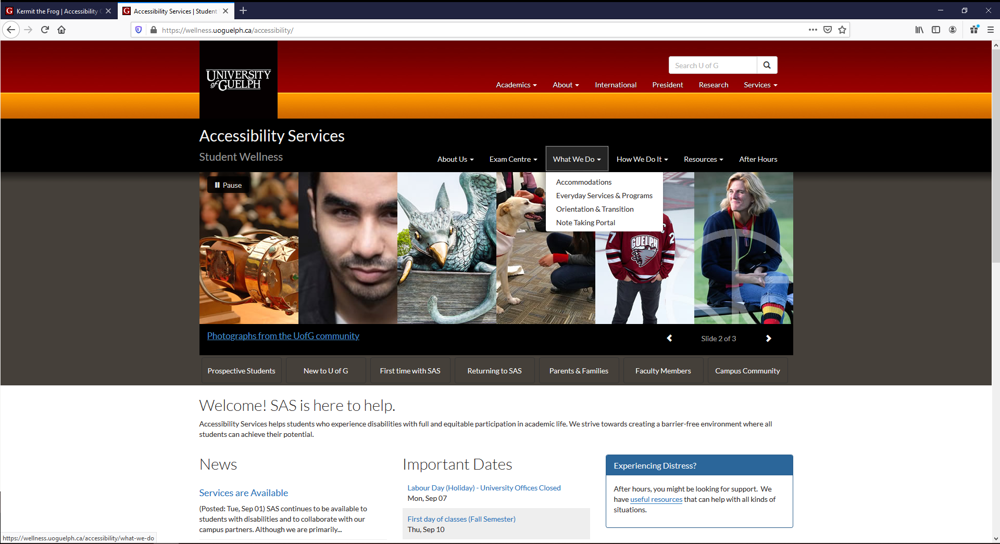 Kermit the Frog | Accessibility
Accessibility Services | Student
https://wellness.uoguelph.ca/accessibility/
UNIVERSITY
of GUELPH
Search U of G
Academics
About
International
President
Research
Services
Accessibility Services
Student Wellness
About Us
Exam Centre
What We Do
How We Do It
Resources
After Hours
Pause
Accommodations
Everyday Services & Programs
Orientation & Transition
Note Taking Portal
7
GUELPH
2
Photographs from the UofG community
Slide 2 of 3
Prospective Students
New to U of G
First time with SAS
Returning to SAS
Parents & Families
Faculty Members
Campus Community
Welcome! SAS is here to help.
Accessibility Services helps students who experience disabilities with full and equitable participation in academic life. We strive towards creating a barrier-free environment where all
students can achieve their potential.
News
Services are Available
(Posted: Tue, Sep 01) SAS continues to be available to
students with disabilities and to collaborate with our
campus partners. Although we are primarily...
Important Dates
Labour Day (Holiday) - University Offices Closed
Mon, Sep 07
First day of classes (Fall Semester)
Thu, Sep 10
Experiencing Distress?
After hours, you might be looking for support. We
have useful resources that can help with all kinds of
situations.
https://wellness.uoguelph.ca/accessibility/what-we-do